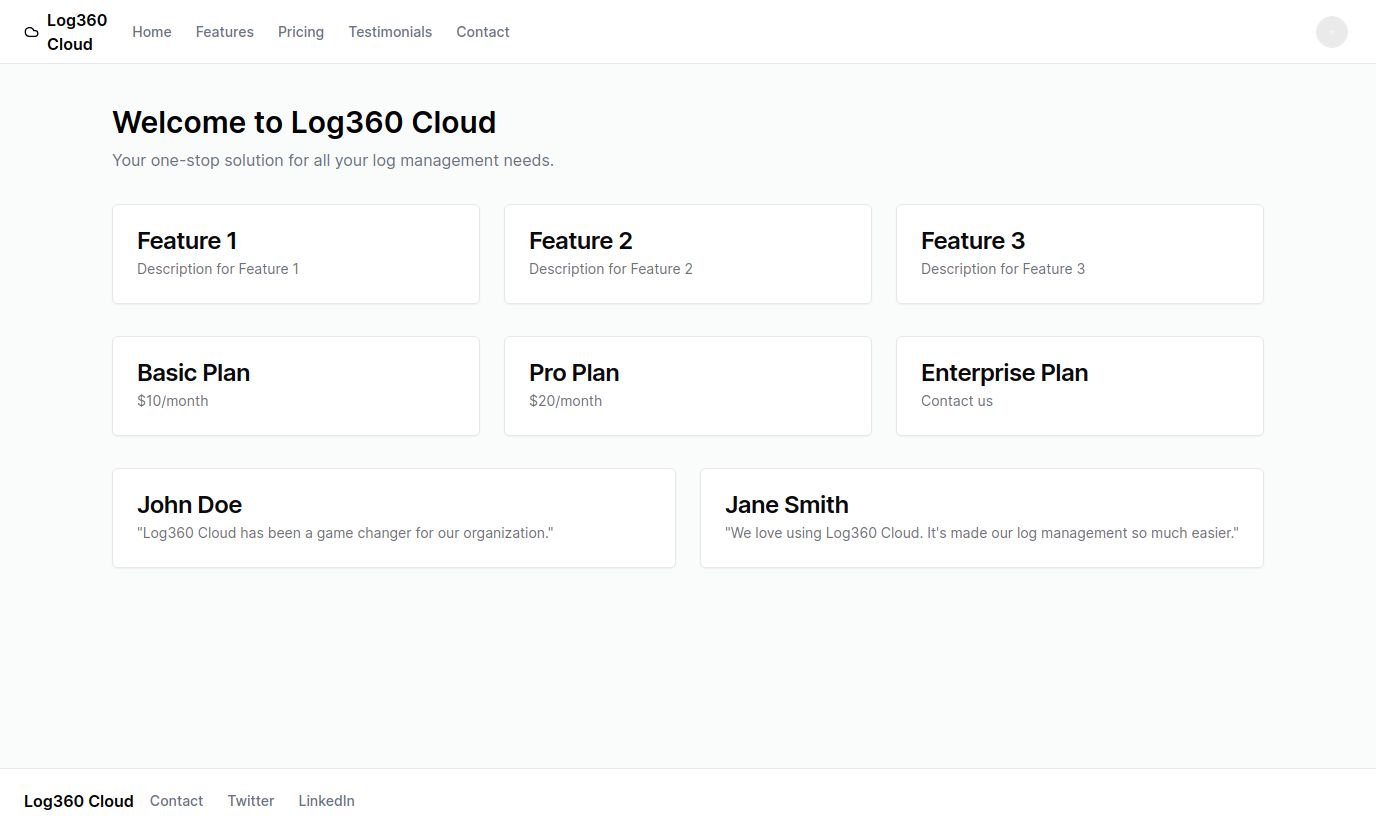 Log360
Cloud
Home
Features
Pricing
Testimonials
Contact
Welcome to Log360 Cloud
Your one-stop solution for all your log management needs.
Feature 1
Description for Feature 1
Feature 2
Description for Feature 2
Feature 3
Description for Feature 3
Basic Plan
$10/month
Pro Plan
$20/month
Enterprise Plan
Contact us
John Doe
"Log360 Cloud has been a game changer for our organization."
Jane Smith
"We love using Log360 Cloud. It's made our log management so much easier."
Log360 Cloud
Contact
Twitter
LinkedIn